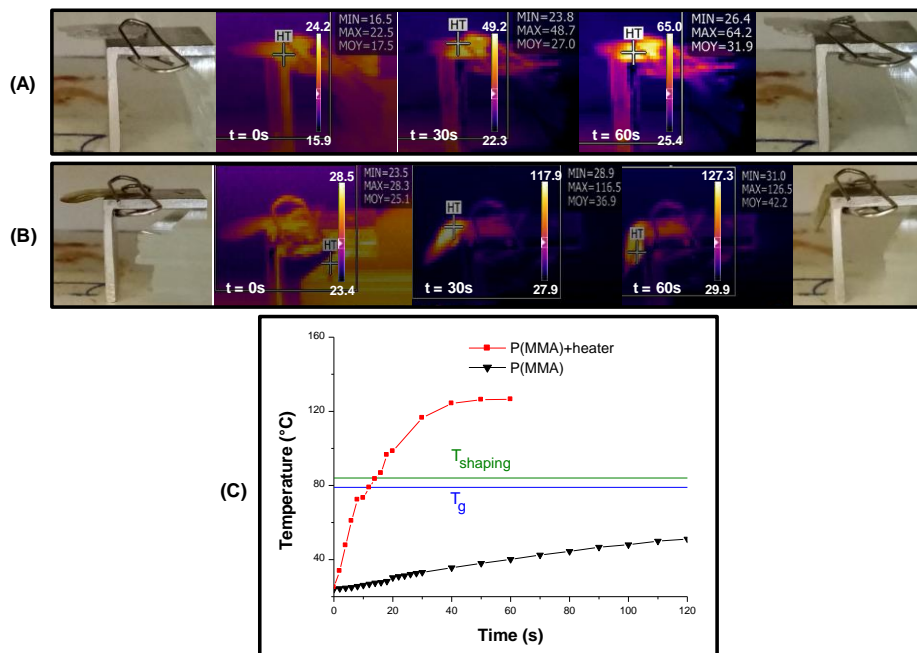 (A)
HT
24.2
MIN=16.5
MAX=22.5
MOY=17.5
t = 0s
15.9
HT
49.2
MIN=23.8
MAX=48.7
MOY=27.0
t = 30s
22.3
HT
65.0
MIN=26.4
MAX=64.2
MOY=31.9
t = 60s
25.4
(B)
28.5
MIN=23.5
MAX=28.3
MOY=25.1
HT
t = 0s
23.4
HT
117.9
MIN=28.9
MAX=116.5
MOY=36.9
t = 30s
27.9
127.3
MIN=31.0
MAX=126.5
MOY=42.2
HT
t = 60s
29.9
(C)
Temperature (°C)
160
120
80
40
P(MMA)+heater
P(MMA)
Tshaping
Tg
0
20
40
60
80
100
120
Time (s)